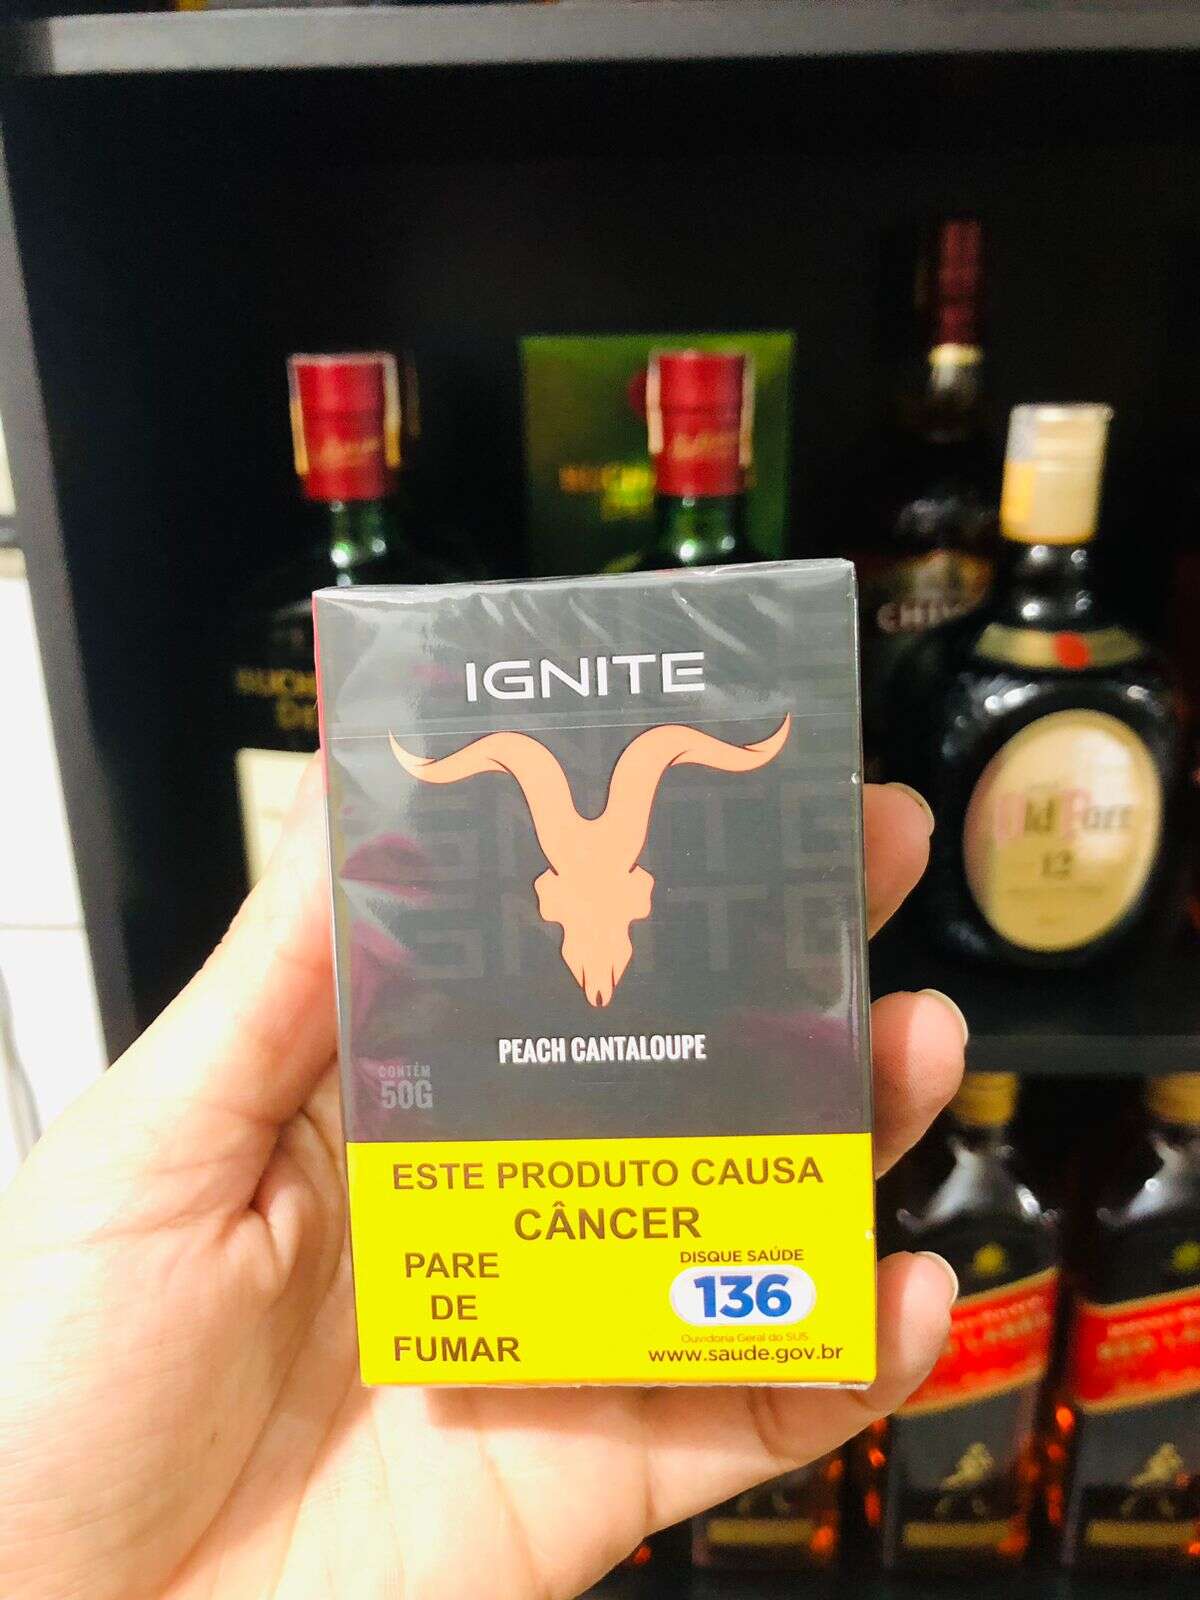 IGNITE
PEACH CANTALOUPE
CONTÉM
50G
ESTE PRODUTO CAUSA
CÂNCER
PARE
DE
FUMAR
DISQUE SAÚDE
136
Ouvidoria Geral do SUS
www.saude.gov.br
Old Parr
12